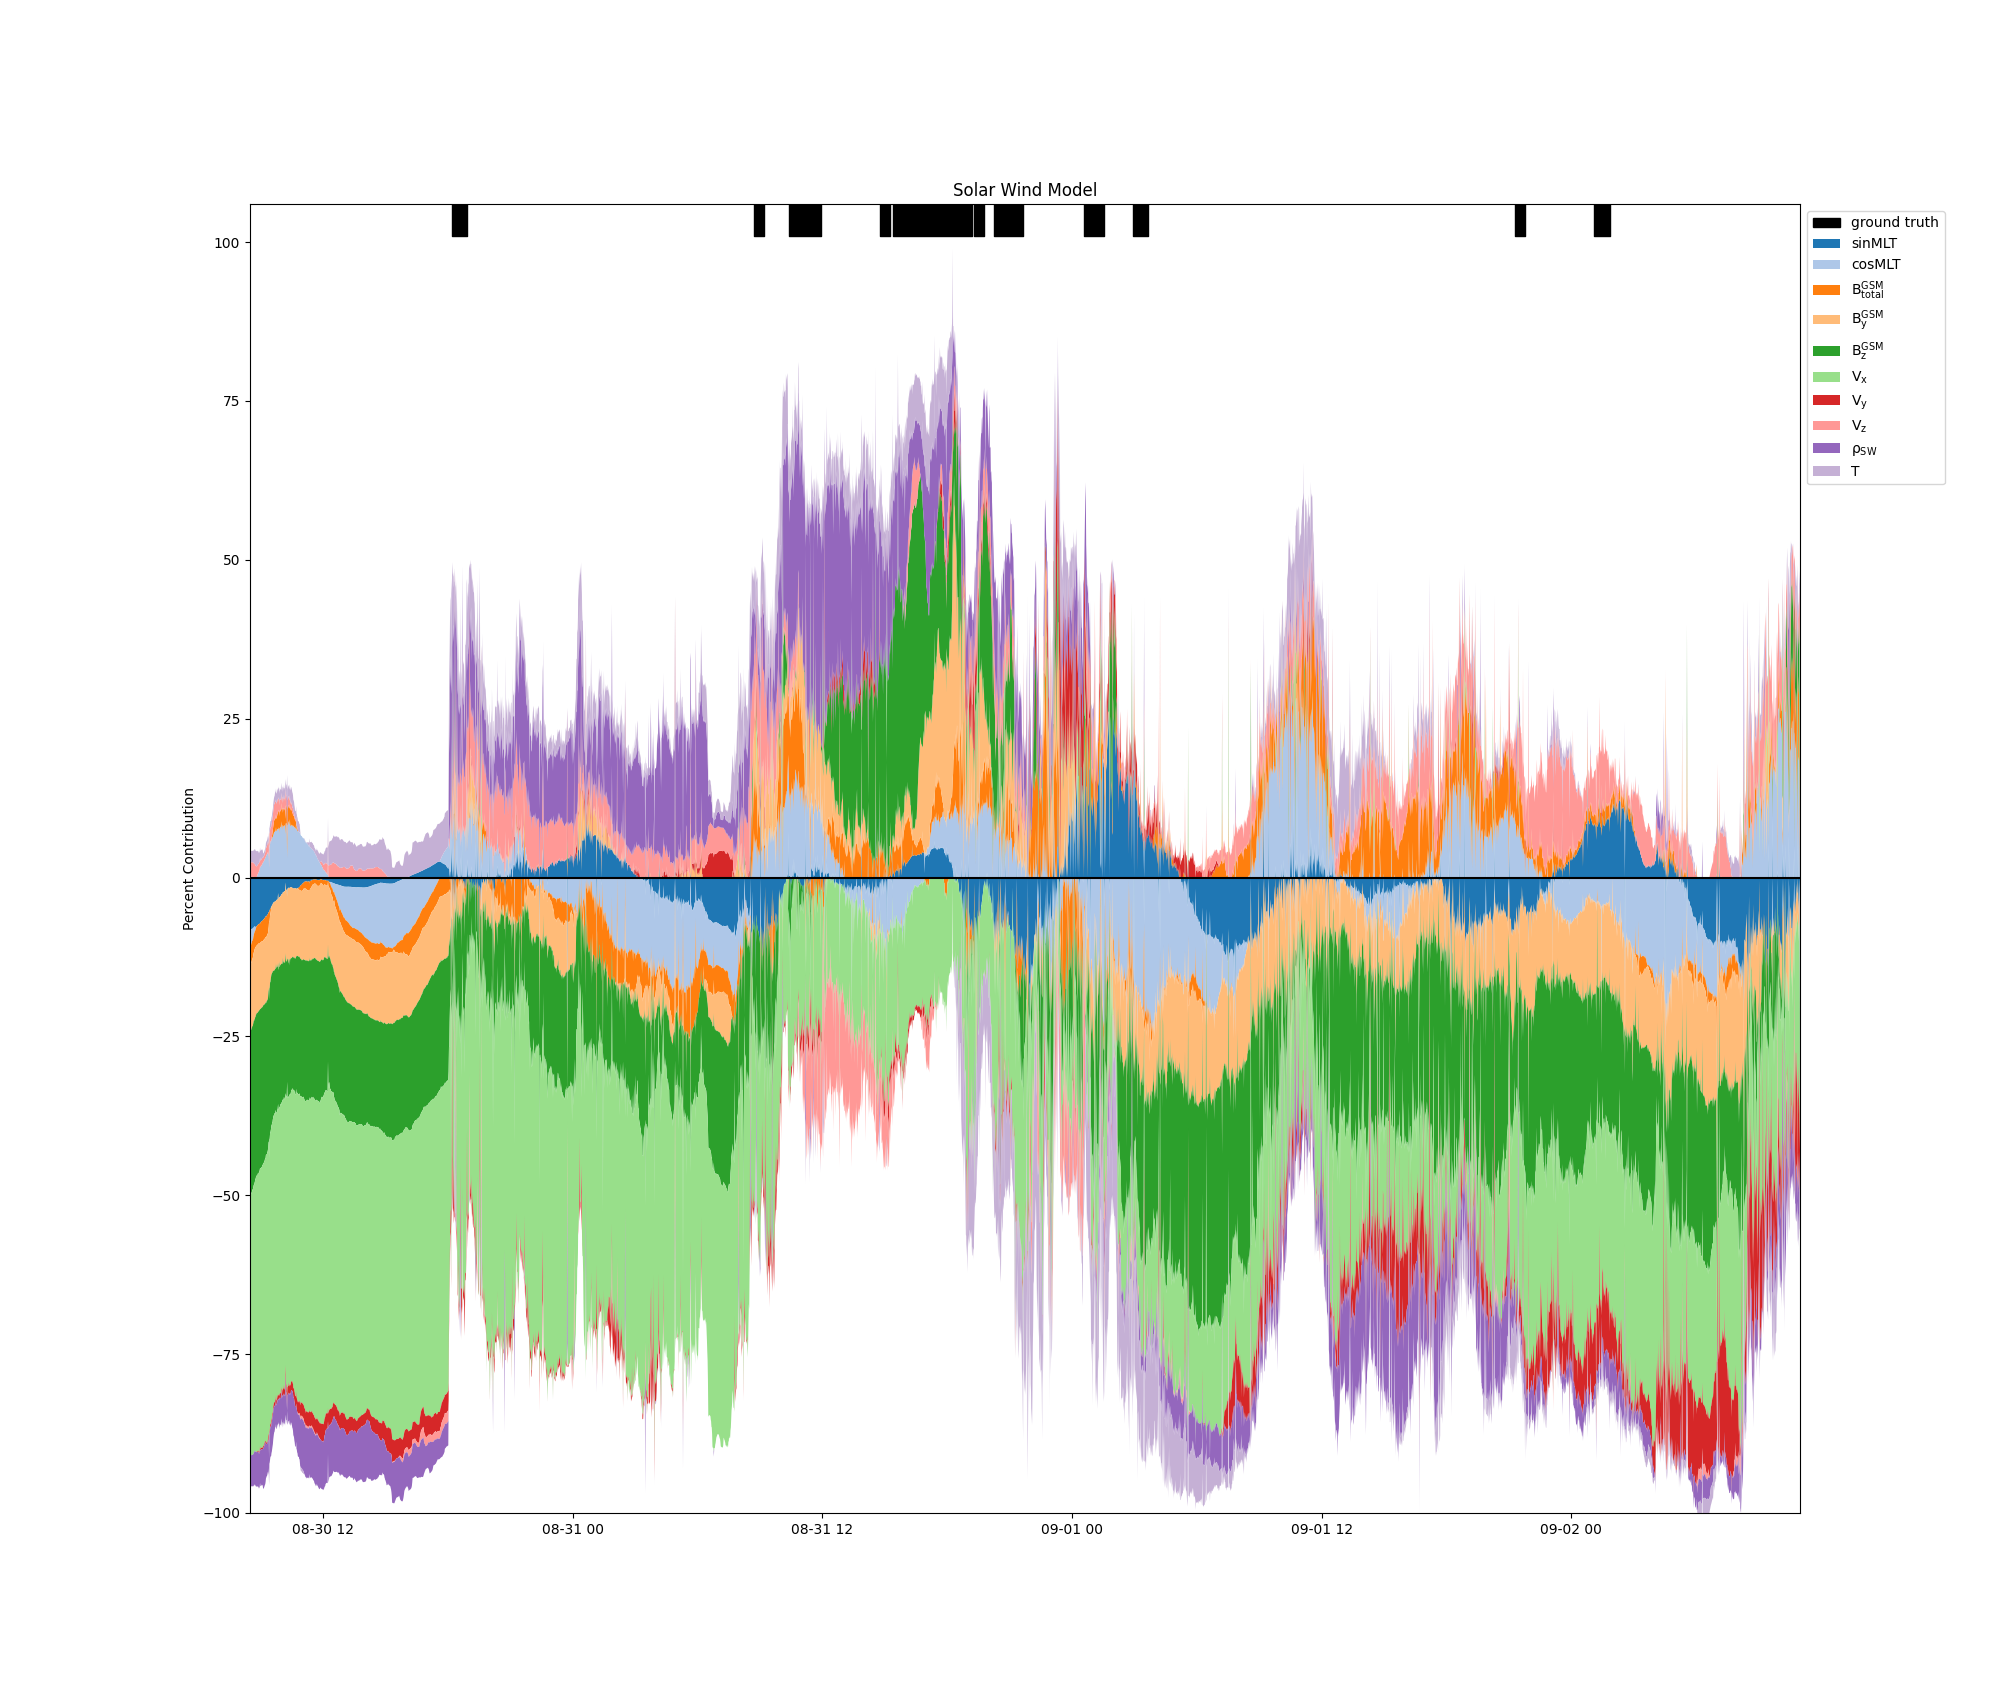 Solar Wind Model
100
75
50
25
0
−25
−50
−75
−100
Percent Contribution
08-30 12
08-31 00
08-31 12
09-01 00
09-01 12
09-02 00
ground truth
sinMLT
cosMLT
B_total^GSM
B_y^GSM
B_z^GSM
V_x
V_y
V_z
ρ_SW
T